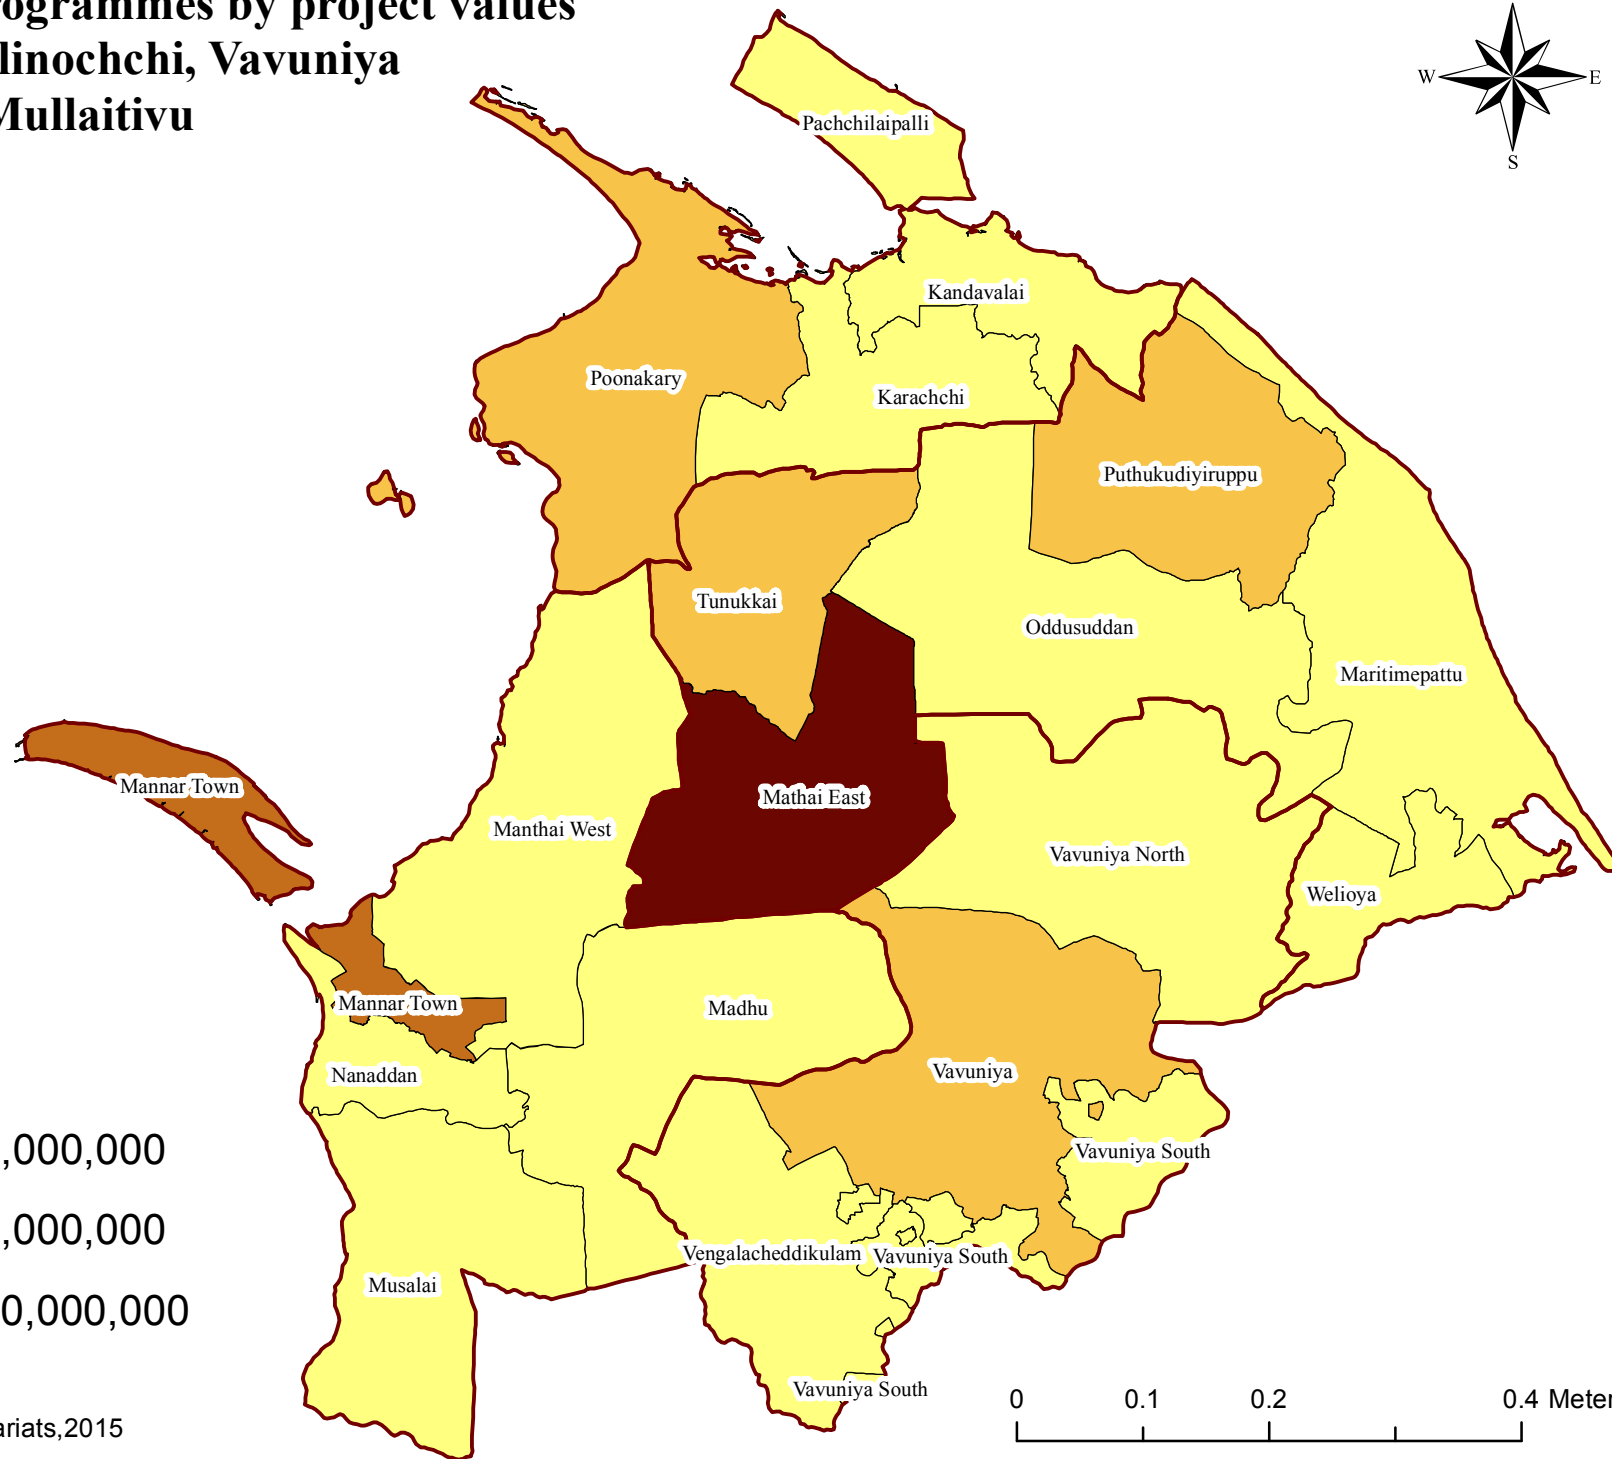 rogrammes by project values
linochchi, Vavuniya
Mullaitivu
W E
S
Pachchilaipalli
Kandavalai
Poonakary
Karachchi
Puthukudiyiruppu
Tunukkai
Oddusuddan
Maritimepattu
Mannar Town
Mathai East
Manthai West
Vavuniya North
Welioya
Mannar Town
Madhu
Nanaddan
Vavuniya
Vavuniya South
,000,000
,000,000
0,000,000
Vengalacheddikulam
Vavuniya South
Musalai
Vavuniya South
0 0.1 0.2 0.4 Meter
ariats,2015